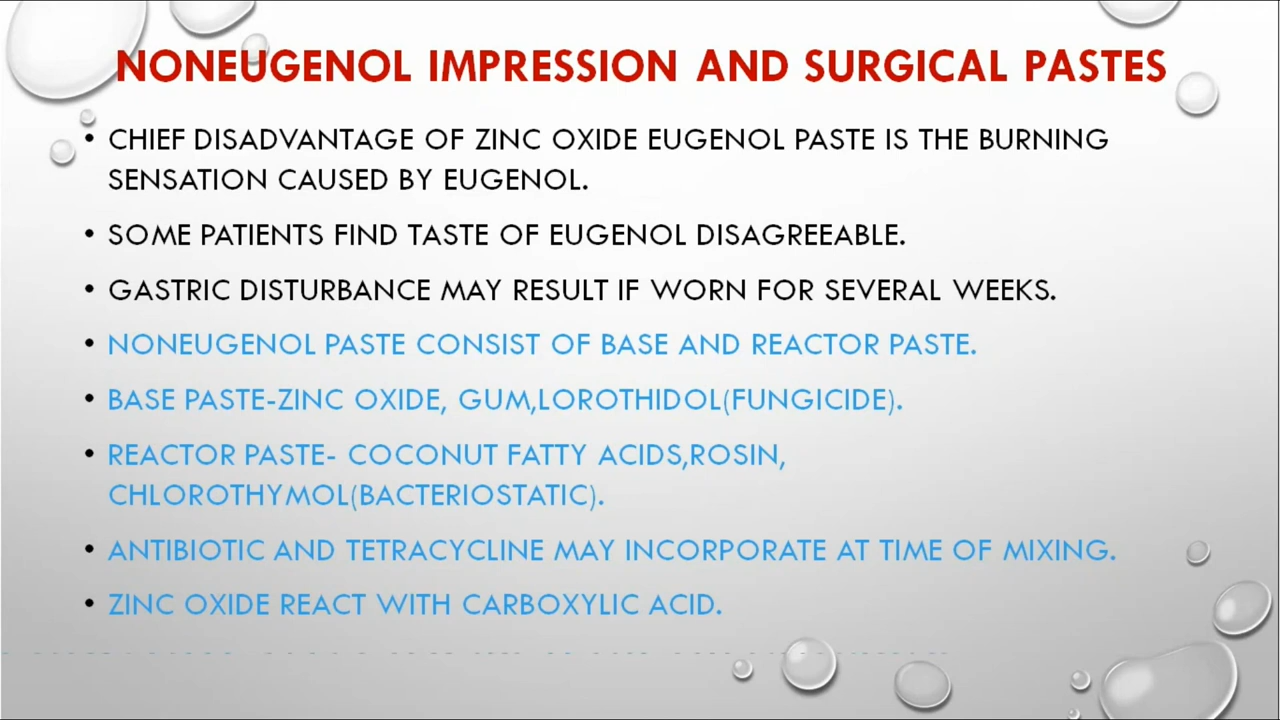 NONEUGENOL IMPRESSION AND SURGICAL PASTES
• CHIEF DISADVANTAGE OF ZINC OXIDE EUGENOL PASTE IS THE BURNING
SENSATION CAUSED BY EUGENOL.
• SOME PATIENTS FIND TASTE OF EUGENOL DISAGREEABLE.
• GASTRIC DISTURBANCE MAY RESULT IF WORN FOR SEVERAL WEEKS.
• NONEUGENOL PASTE CONSIST OF BASE AND REACTOR PASTE.
• BASE PASTE-ZINC OXIDE, GUM,LOROTHIDOL(FUNGICIDE).
• REACTOR PASTE- COCONUT FATTY ACIDS,ROSIN,
CHLOROTHYMOL(BACTERIOSTATIC).
• ANTIBIOTIC AND TETRACYCLINE MAY INCORPORATE AT TIME OF MIXING.
• ZINC OXIDE REACT WITH CARBOXYLIC ACID.